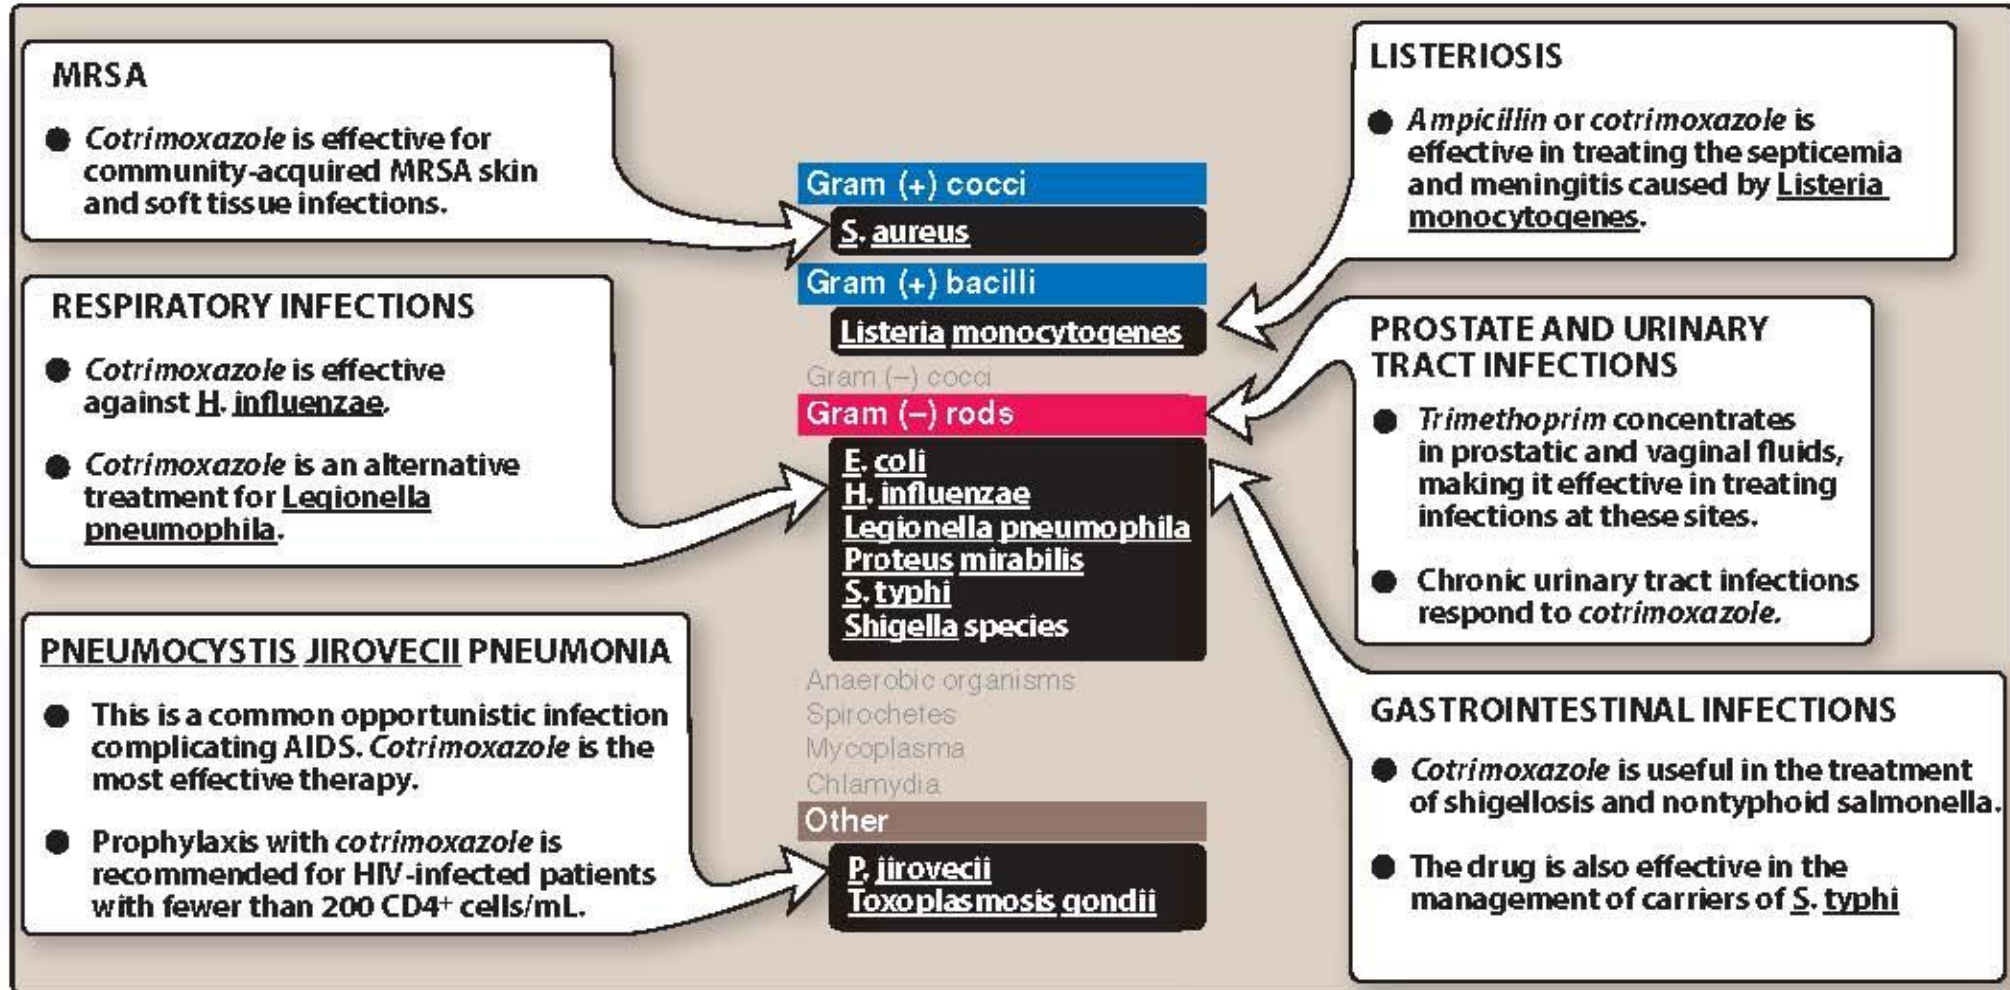 MRSA
● Cotrimoxazole is effective for
community-acquired MRSA skin
and soft tissue infections.
RESPIRATORY INFECTIONS
● Cotrimoxazole is effective
against H. influenzae.
● Cotrimoxazole is an alternative
treatment for Legionella
pneumophila.
PNEUMOCYSTIS JIROVECII PNEUMONIA
● This is a common opportunistic infection
complicating AIDS. Cotrimoxazole is the
most effective therapy.
● Prophylaxis with cotrimoxazole is
recommended for HIV-infected patients
with fewer than 200 CD4⁺ cells/mL.
Gram (+) cocci
S. aureus
Gram (+) bacilli
Listeria monocytogenes
Gram (–) cocci
Gram (–) rods
E. coli
H. influenzae
Legionella pneumophila
Proteus mirabilis
S. typhi
Shigella species
Anaerobic organisms
Spirochetes
Mycoplasma
Chlamydia
Other
P. jirovecii
Toxoplasmosis gondii
LISTERIOSIS
● Ampicillin or cotrimoxazole is
effective in treating the septicemia
and meningitis caused by Listeria
monocytogenes.
PROSTATE AND URINARY
TRACT INFECTIONS
● Trimethoprim concentrates
in prostatic and vaginal fluids,
making it effective in treating
infections at these sites.
● Chronic urinary tract infections
respond to cotrimoxazole.
GASTROINTESTINAL INFECTIONS
● Cotrimoxazole is useful in the treatment
of shigellosis and nontyphoid salmonella.
● The drug is also effective in the
management of carriers of S. typhi